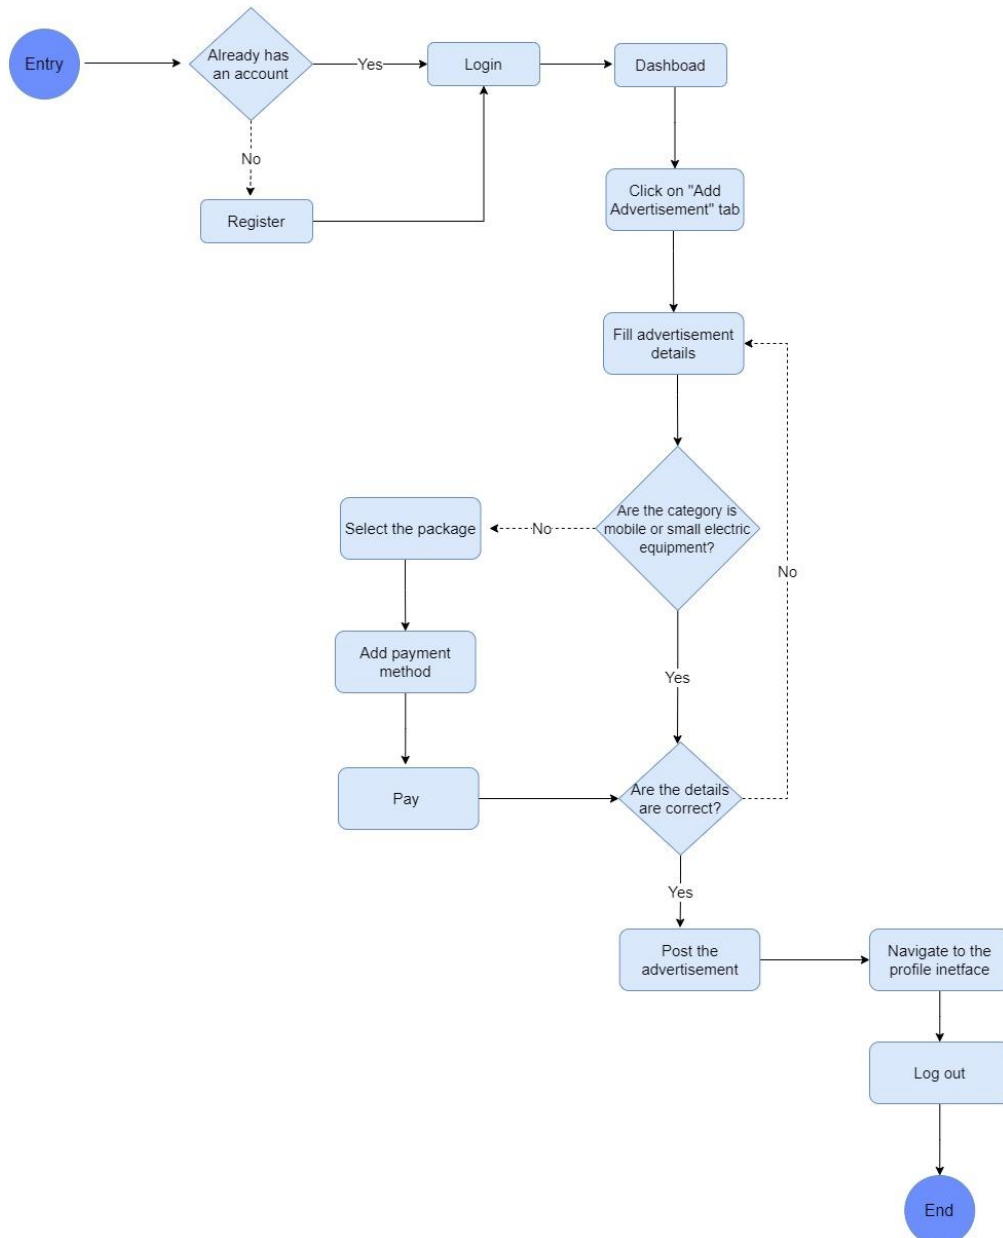 Entry
Already has
an account
Yes
Login
Dashboad
No
Register
Click on "Add
Advertisement" tab
Fill advertisement
details
Are the category is
mobile or small electric
equipment?
No
Select the package
No
Add payment
method
Yes
Pay
Are the details
are correct?
Yes
Post the
advertisement
Navigate to the
profile inetface
Log out
End